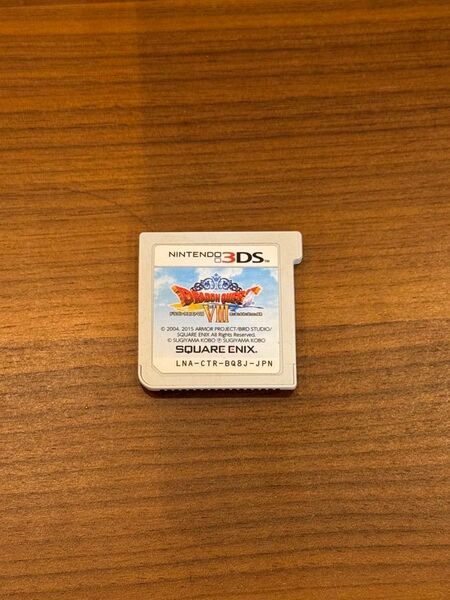 NINTENDO 3DS™
DRAGON QUEST
VIII
© 2004, 2015 ARMOR PROJECT/BIRD STUDIO/
SQUARE ENIX All Rights Reserved.
© SUGIYAMA KOBO ℗ SUGIYAMA KOBO
SQUARE ENIX.
LNA-CTR-BQ8J-JPN